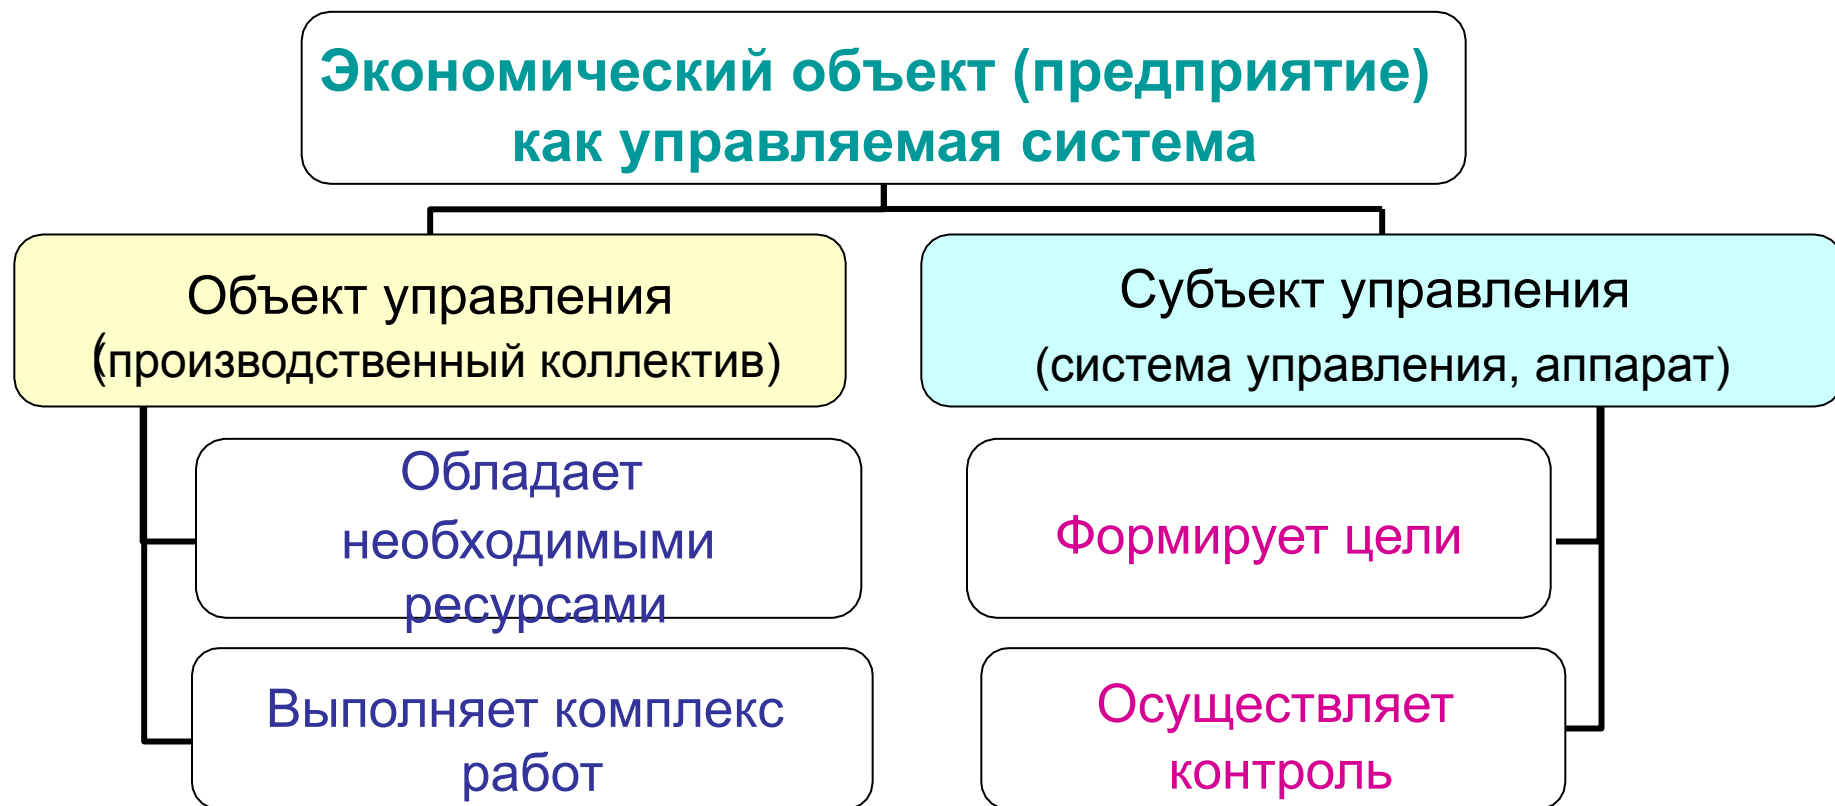 Экономический объект (предприятие)
как управляемая система
Объект управления
(производственный коллектив)
Субъект управления
(система управления, аппарат)
Обладает
необходимыми
ресурсами
Формирует цели
Выполняет комплекс
работ
Осуществляет
контроль